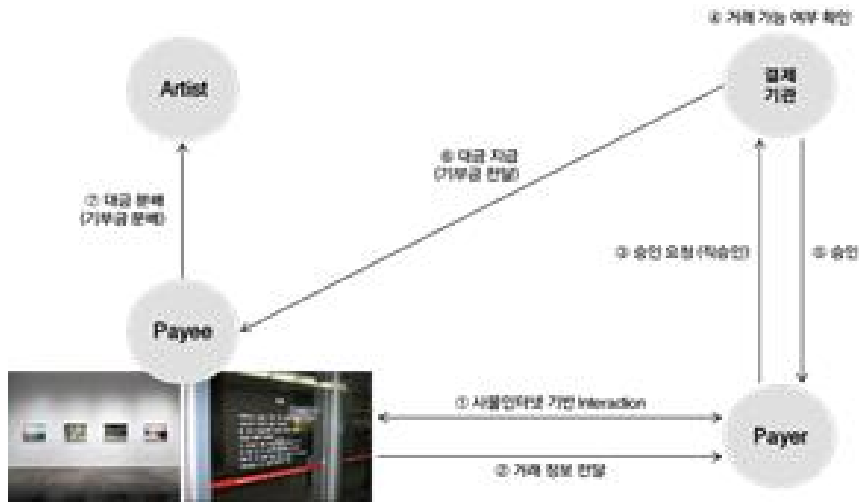 ④ 거래 가능 여부 확인
Artist
결제
기관
⑥ 대금 지급
(기부금 전달)
⑦ 대금 분배
(기부금 분배)
③ 승인 요청 (직승인)
⑤ 승인
Payee
① 사물인터넷 기반 Interaction
Payer
② 거래 정보 전달